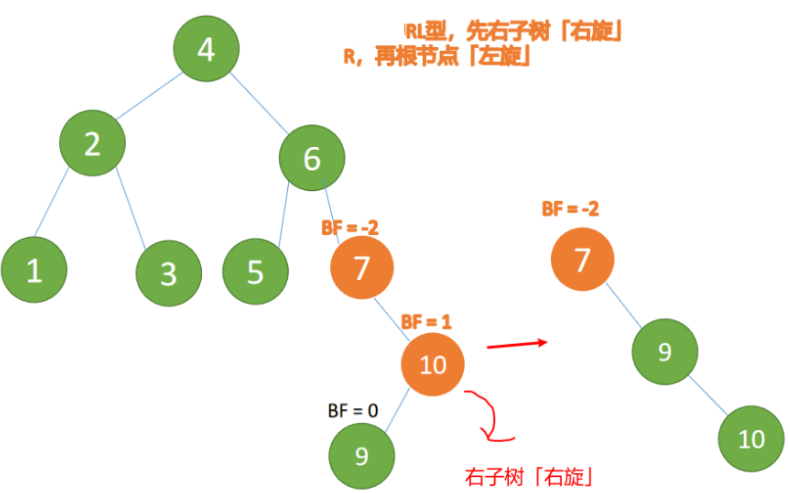 RL型，先右子树「右旋」
R，再根节点「左旋」
4
2
6
BF = -2
BF = -2
1
3
5
7
7
BF = 1
10
9
BF = 0
9
10
右子树「右旋」